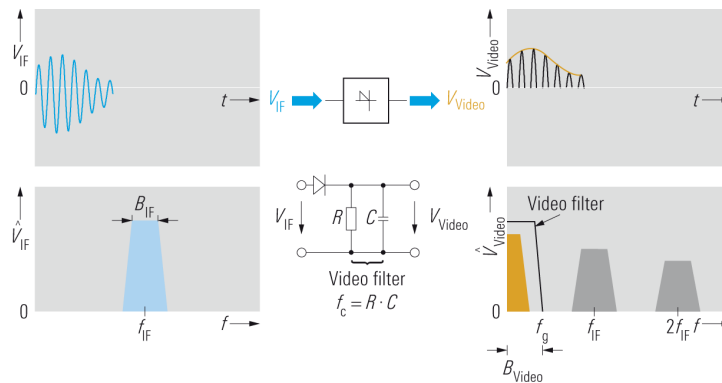 V_IF
0
t
V_IF
V_Video
V_Video
0
t
B_IF
V̂_IF
0
f_IF
f
V_IF
R
C
V_Video
Video filter
f_c = R · C
Video filter
V̂_Video
0
f_g
f_IF
2f_IF
f
B_Video